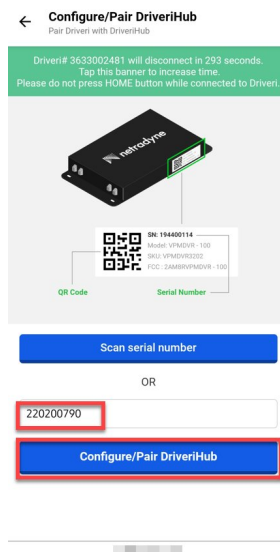 Configure/Pair DriveriHub
Pair Driveri with DriveriHub
Driveri# 3633002481 will disconnect in 293 seconds.
Tap this banner to increase time.
Please do not press HOME button while connected to Driveri.
netradyne
SN: 194400114
Model: VPMDVR - 100
SKU: VPMDVR3202
FCC : 2AM8RVPMDVR - 100
QR Code
Serial Number
Scan serial number
OR
220200790
Configure/Pair DriveriHub